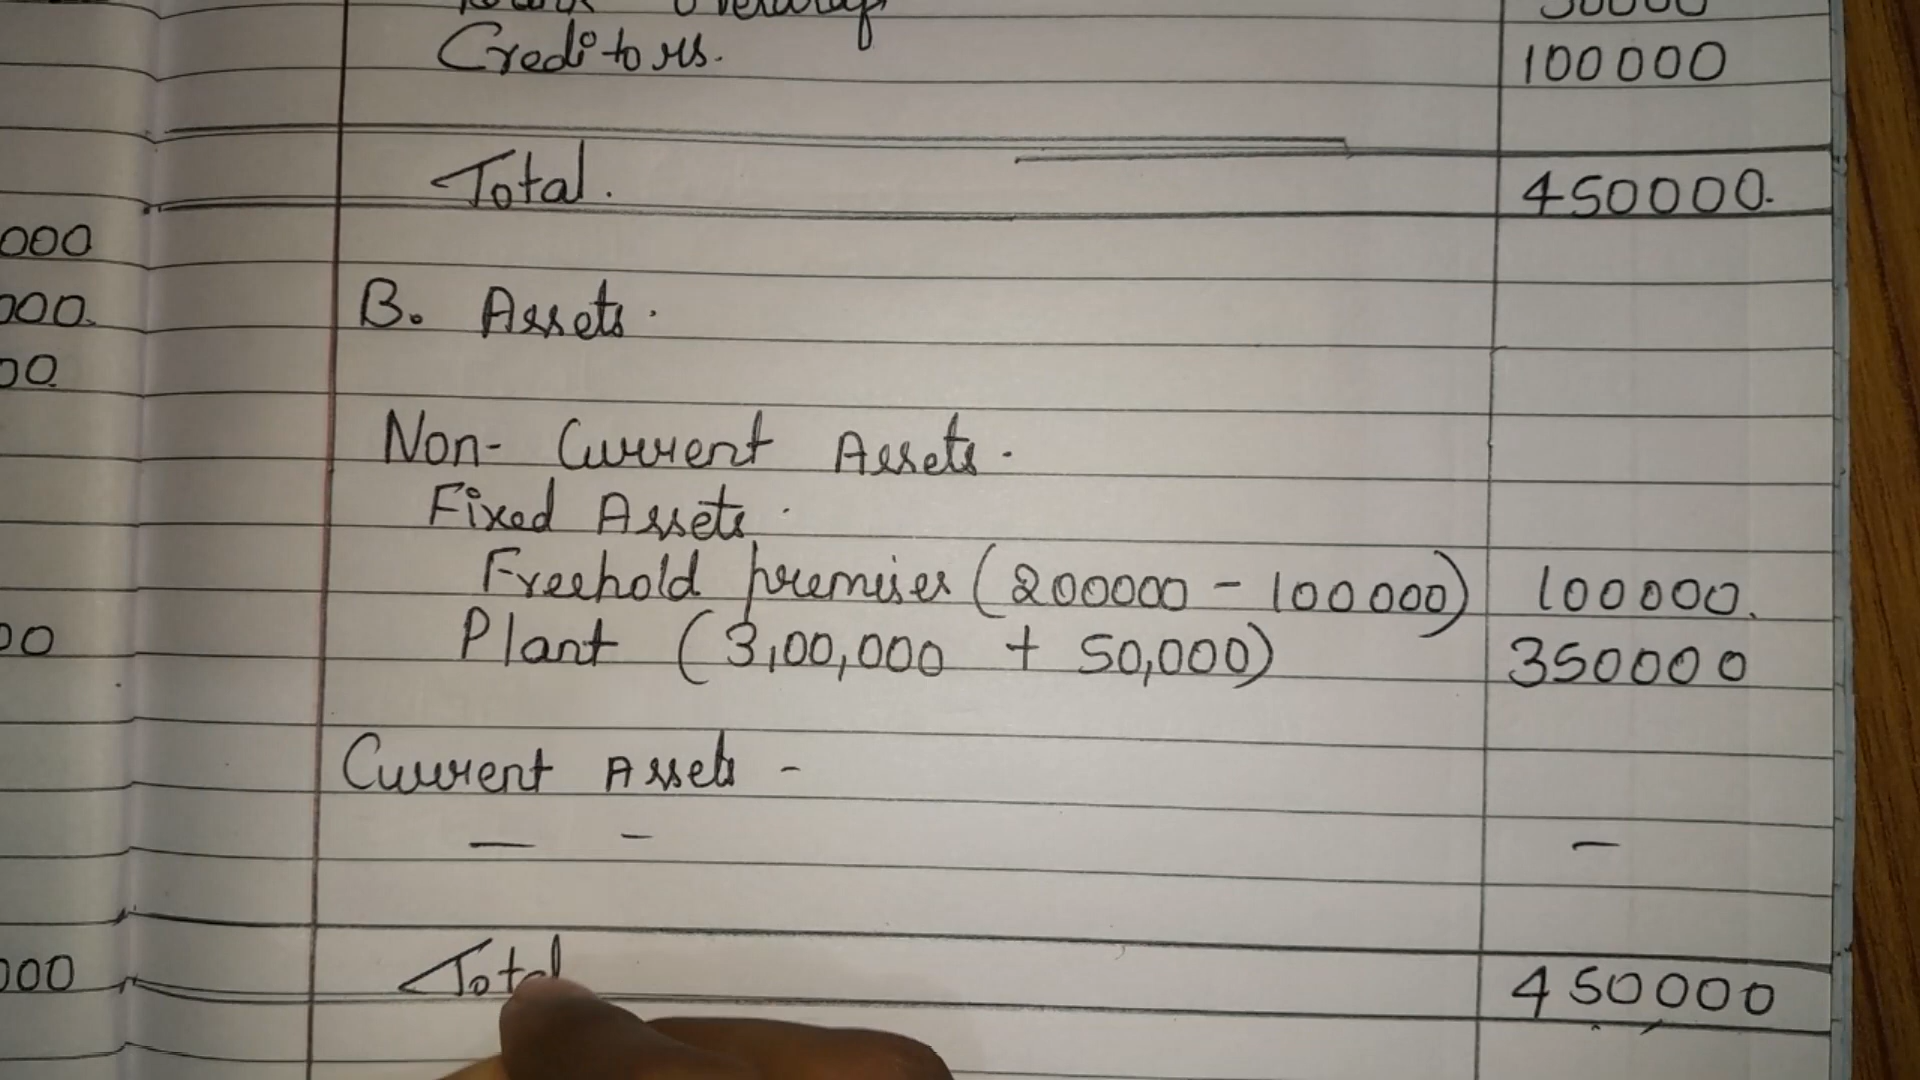 Creditors. 100000
Total. 450000.
000
B. Assets.
000.
00
Non- Current Assets.
Fixed Assets.
Freehold premises (200000 - 100000) 100000.
Plant (3,00,000 + 50,000) 350000
00
Current Assets -
— - —
Total 450000
000